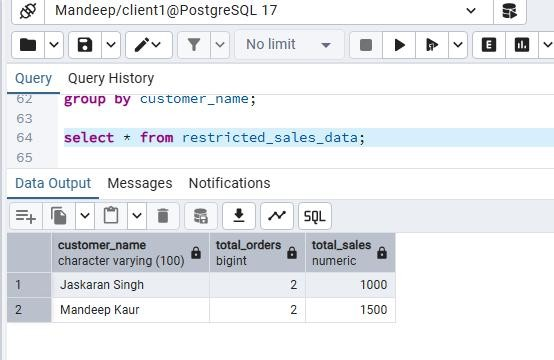 Mandeep/client1@PostgreSQL 17
No limit
E
Query Query History
62 group by customer_name;
63
64 select * from restricted_sales_data;
65
Data Output Messages Notifications
SQL
customer_name total_orders total_sales
character varying (100) bigint numeric
1 Jaskaran Singh 2 1000
2 Mandeep Kaur 2 1500